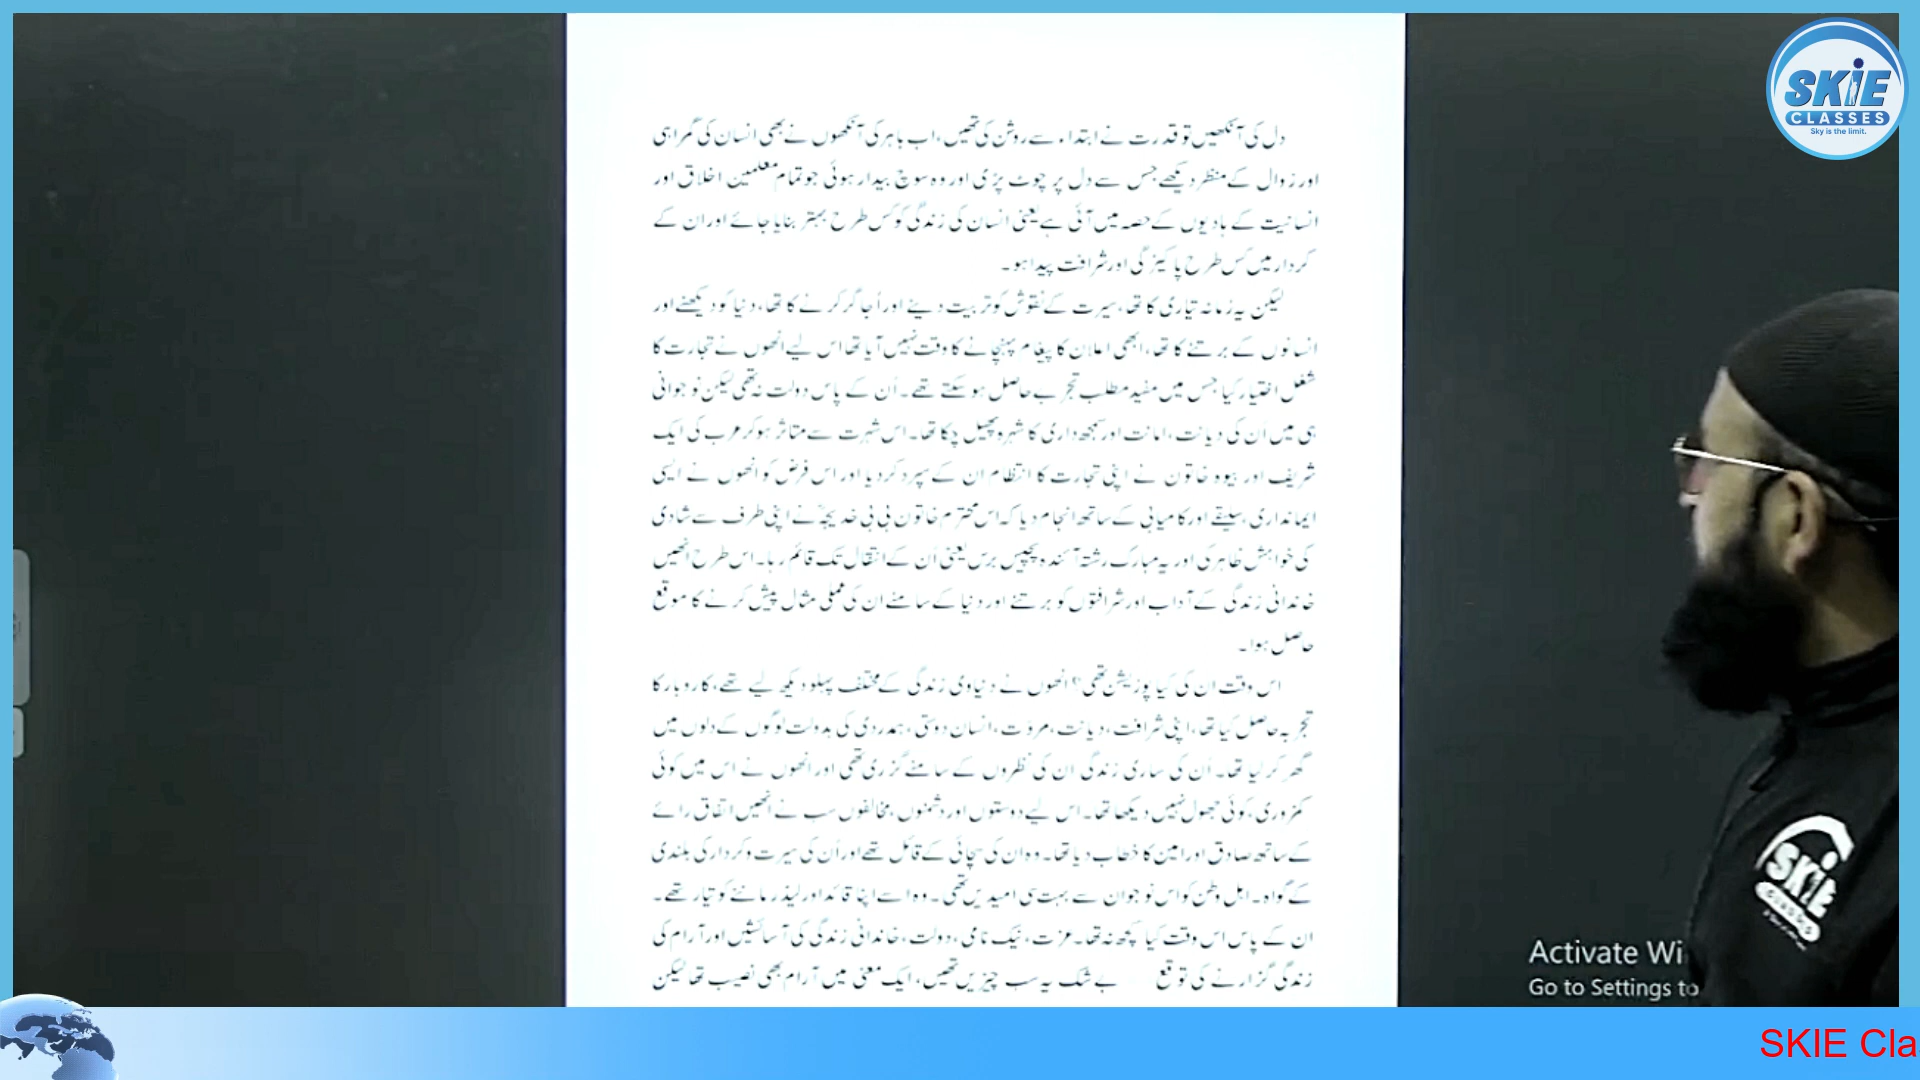 دل کی آنکھیں تو قدرت نے ابتداء سے روشن کی تھیں، اب باہر کی آنکھوں نے بھی انسان کی گمراہی
اور زوال کے منظر دیکھے جس سے دل پر چوٹ پڑی اور وہ سوچ بیدار ہوئی جو تمام معلمین اخلاق اور
انسانیت کے ہادیوں کے حصہ میں آئی ہے یعنی انسان کی زندگی کو کس طرح بہتر بنایا جائے اور ان کے
کردار میں کس طرح پاکیزگی اور شرافت پیدا ہو۔
لیکن یہ زمانہ تیاری کا تھا، سیرت کے نقوش کو تربیت دینے اور اُجاگر کرنے کا تھا، دنیا کو دیکھنے اور
انسانوں کے برتنے کا تھا، ابھی اعلان کا پیغام پہنچانے کا وقت نہیں آیا تھا اس لیے انھوں نے تجارت کا
شغل اختیار کیا جس میں مفید مطلب تجربے حاصل ہو سکتے تھے۔ اُن کے پاس دولت نہ تھی لیکن نوجوانی
ہی میں اُن کی دیانت، امانت اور سمجھ داری کا شہرہ پھیل چکا تھا۔ اس شہرت سے متاثر ہو کر عرب کی ایک
شریف اور بیوہ خاتون نے اپنی تجارت کا انتظام ان کے سپرد کر دیا اور اس فرض کو انھوں نے ایسی
ایمانداری، سلیقے اور کامیابی کے ساتھ انجام دیا کہ اس محترم خاتون بی بی خدیجہؓ نے اپنی طرف سے شادی
کی خواہش ظاہر کی اور یہ مبارک رشتہ آئندہ پچیس برس یعنی اُن کے انتقال تک قائم رہا۔ اس طرح انھیں
خاندانی زندگی کے آداب اور شرافتوں کو برتنے اور دنیا کے سامنے ان کی عملی مثال پیش کرنے کا موقع
حاصل ہوا۔
اس وقت ان کی کیا پوزیشن تھی؟ انھوں نے دنیاوی زندگی کے مختلف پہلو دیکھ لیے تھے، کاروبار کا
تجربہ حاصل کیا تھا، اپنی شرافت، دیانت، مروّت، انسان دوستی، ہمدردی کی بدولت لوگوں کے دلوں میں
گھر کر لیا تھا۔ اُن کی ساری زندگی ان کی نظروں کے سامنے گزری تھی اور انھوں نے اس میں کوئی
کمزوری، کوئی جھول نہیں دیکھا تھا۔ اس لیے دوستوں اور دشمنوں، مخالفوں سب نے انھیں اتفاق رائے
کے ساتھ صادق اور امین کا خطاب دیا تھا۔ وہ ان کی سچائی کے قائل تھے اور اُن کی سیرت و کردار کی بلندی
کے گواہ۔ اہل وطن کو اس نوجوان سے بہت سی امیدیں تھی۔ وہ اسے اپنا قائد اور لیڈر ماننے کو تیار تھے۔
ان کے پاس اس وقت کیا کچھ نہ تھا۔ عزت، نیک نامی، دولت، خاندانی زندگی کی آسائشیں اور آرام کی
زندگی گزارنے کی توقع بے شک یہ سب چیزیں تھیں، ایک معنی میں آرام بھی نصیب تھا لیکن
SKIE
CLASSES
Sky is the limit.
SKIE
CLASSES
Activate Wi
Go to Settings to
SKIE Cla